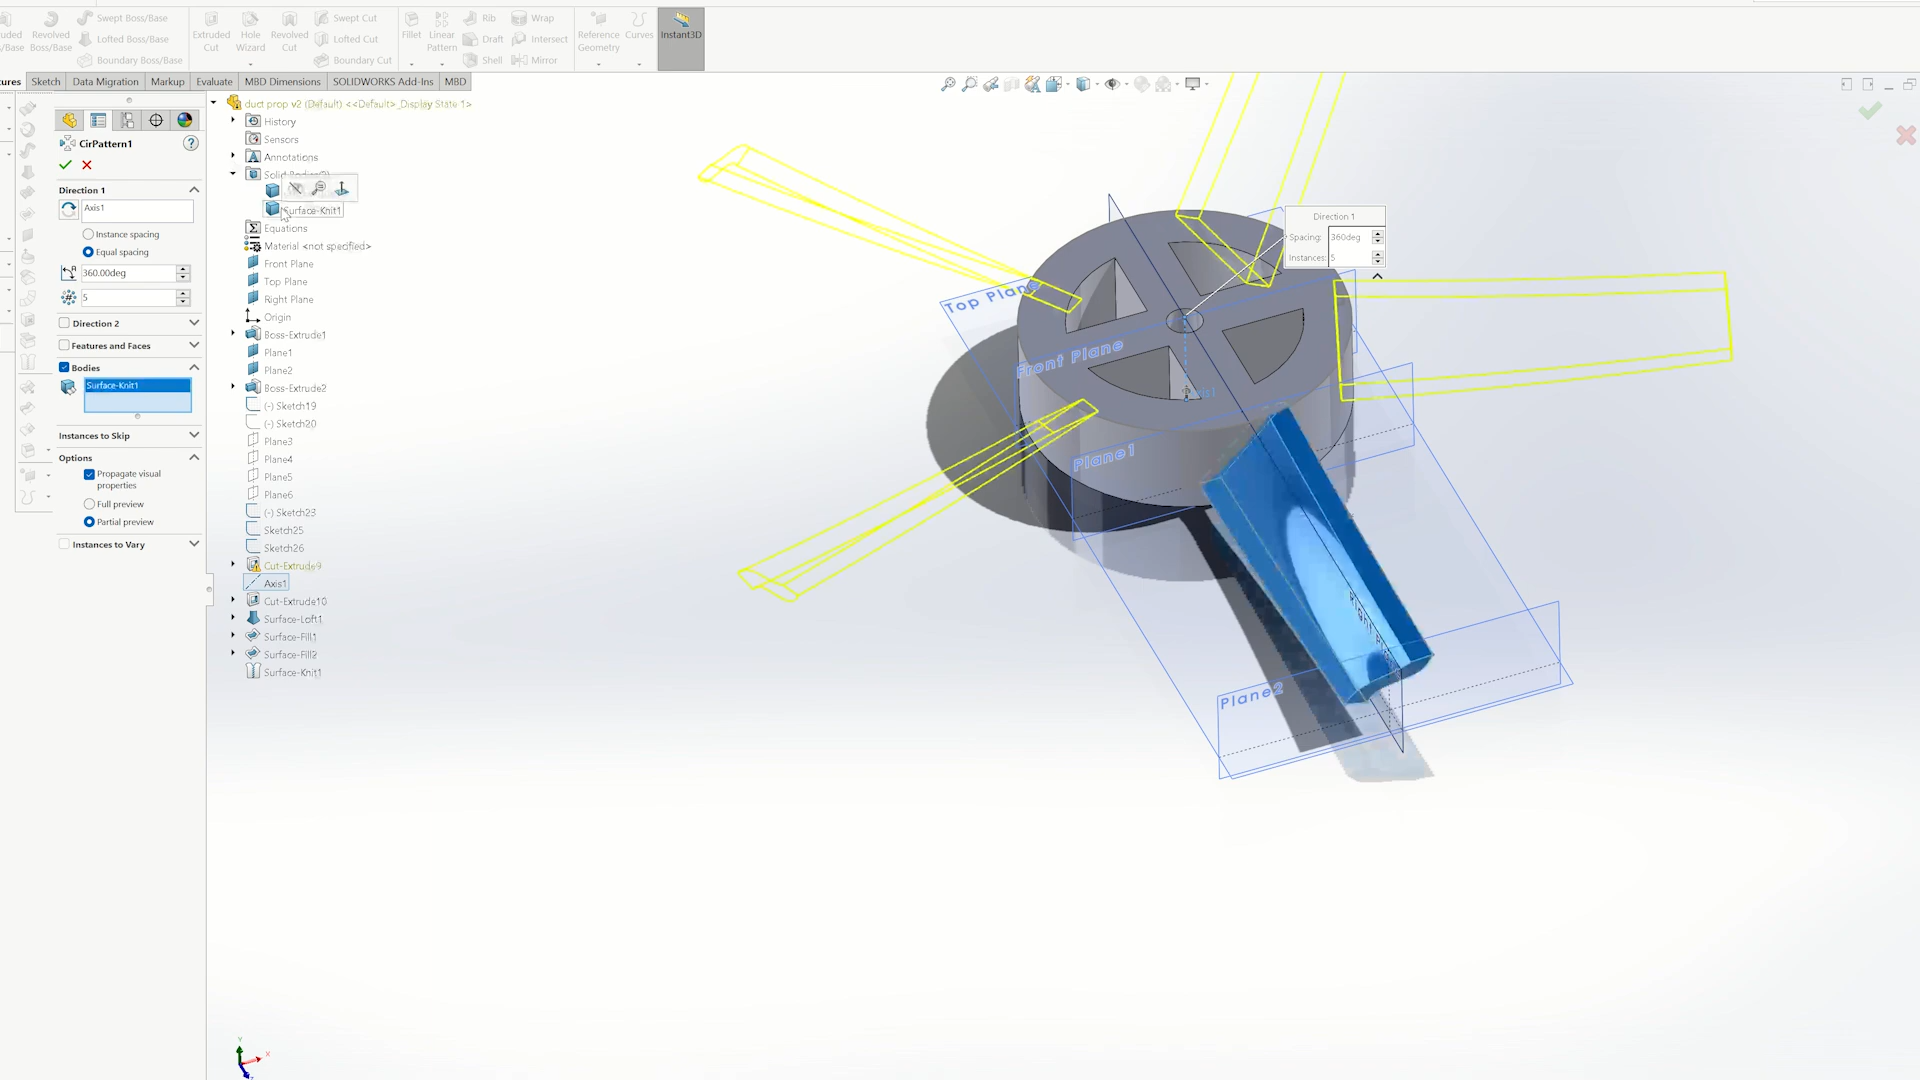 Swept Boss/Base
Lofted Boss/Base
Boundary Boss/Base
Revolved
Boss/Base
Extruded
Cut
Hole
Wizard
Revolved
Cut
Swept Cut
Lofted Cut
Boundary Cut
Fillet
Linear
Pattern
Rib
Draft
Shell
Wrap
Intersect
Mirror
Reference
Geometry
Curves
Instant3D
Sketch
Data Migration
Markup
Evaluate
MBD Dimensions
SOLIDWORKS Add-Ins
MBD
CirPattern1
Direction 1
Axis1
Instance spacing
Equal spacing
360.00deg
5
Direction 2
Features and Faces
Bodies
Surface-Knit1
Instances to Skip
Options
Propagate visual
properties
Full preview
Partial preview
Instances to Vary
duct prop v2 (Default) <<Default>_Display State 1>
History
Sensors
Annotations
Surface-Knit1
Equations
Material <not specified>
Front Plane
Top Plane
Right Plane
Origin
Boss-Extrude1
Plane1
Plane2
Boss-Extrude2
(-) Sketch19
(-) Sketch20
Plane3
Plane4
Plane5
Plane6
(-) Sketch23
Sketch25
Sketch26
Cut-Extrude9
Axis1
Cut-Extrude10
Surface-Loft1
Surface-Fill1
Surface-Fill2
Surface-Knit1
Direction 1
Spacing: 360deg
Instances: 5
Top Plane
Front Plane
Plane1
Plane2